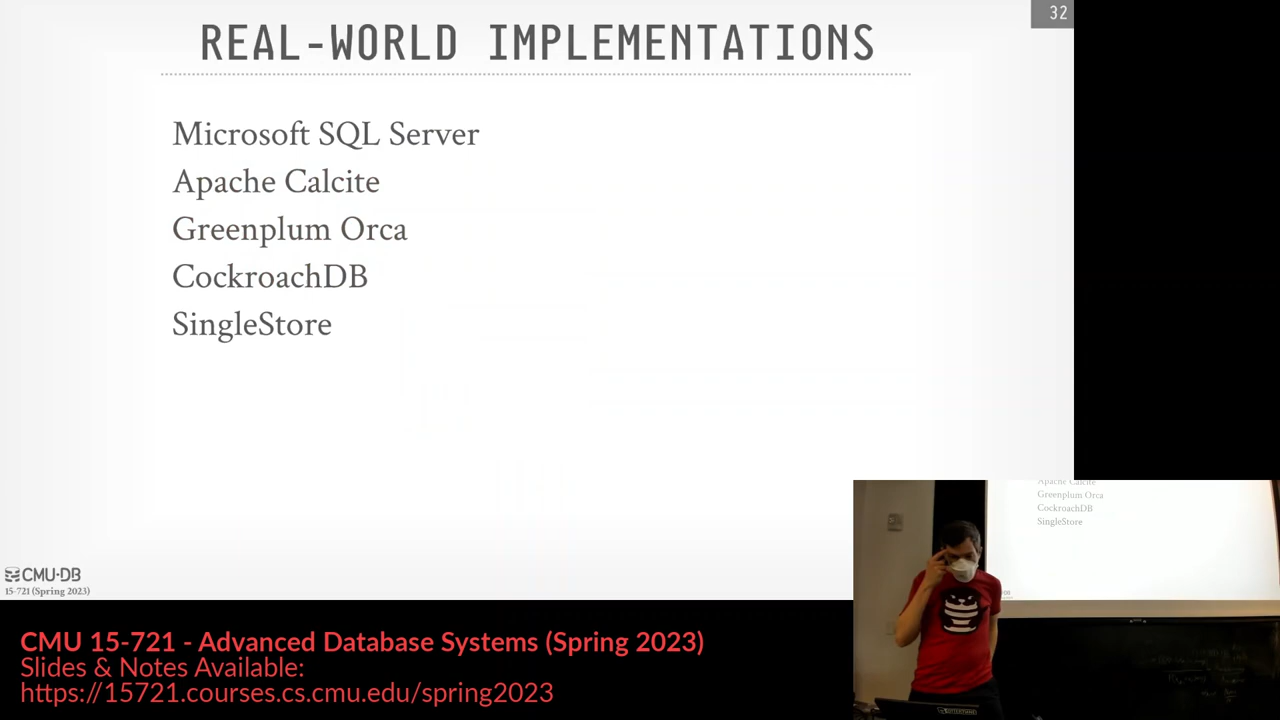 32
REAL-WORLD IMPLEMENTATIONS
Microsoft SQL Server
Apache Calcite
Greenplum Orca
CockroachDB
SingleStore
CMU·DB
15-721 (Spring 2023)
Apache Calcite
Greenplum Orca
CockroachDB
SingleStore
CMU 15-721 - Advanced Database Systems (Spring 2023)
Slides & Notes Available:
https://15721.courses.cs.cmu.edu/spring2023